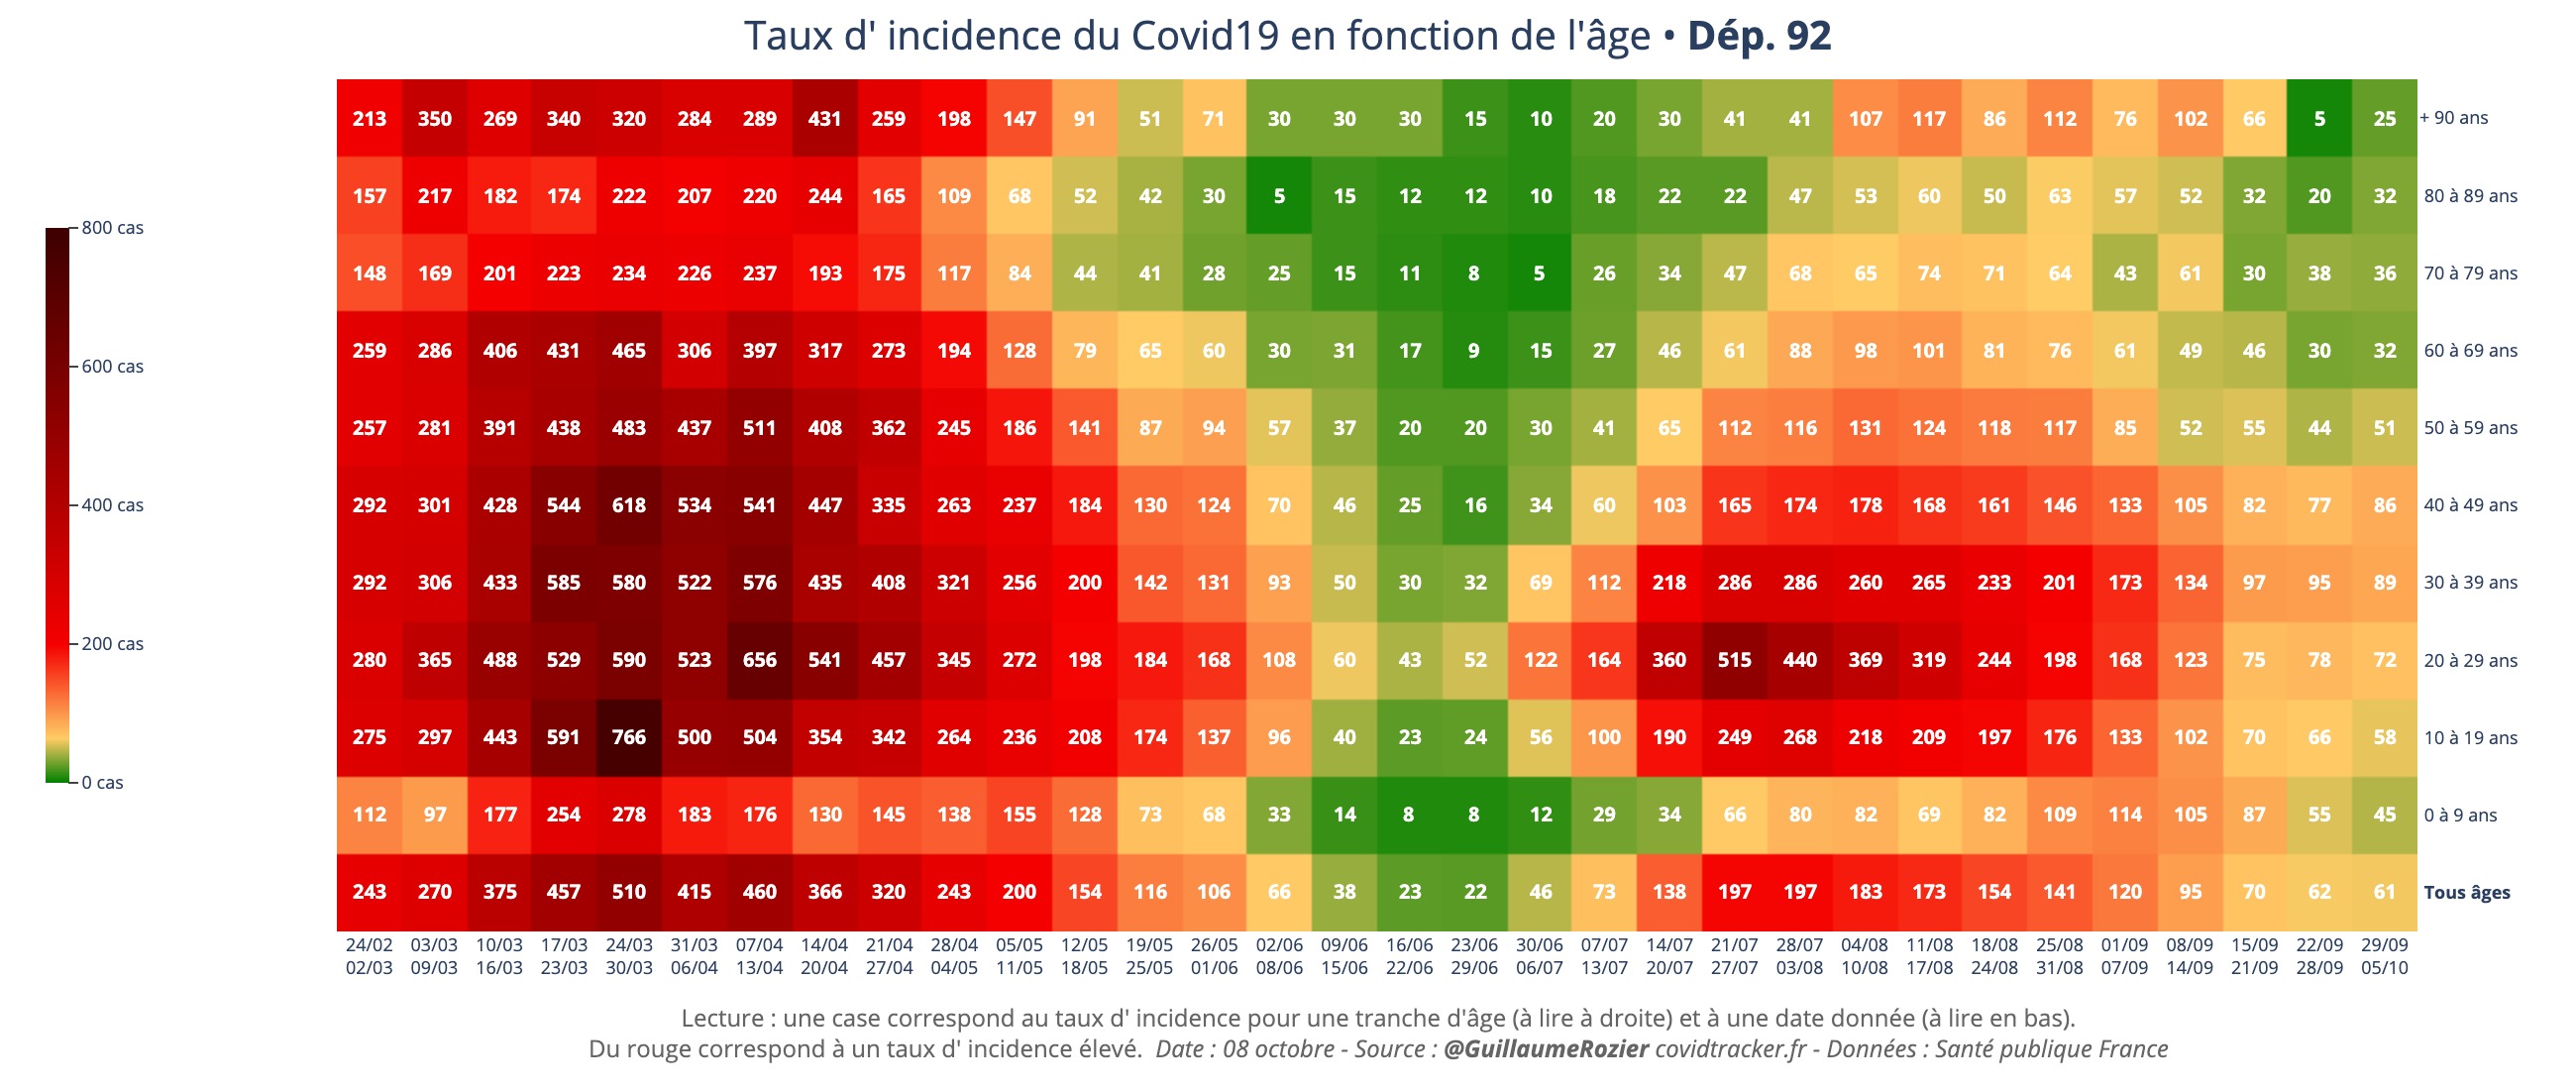 Taux d' incidence du Covid19 en fonction de l'âge • Dép. 92
800 cas
600 cas
400 cas
200 cas
0 cas
213 350 269 340 320 284 289 431 259 198 147 91 51 71 30 30 30 15 10 20 30 41 41 107 117 86 112 76 102 66 5 25 + 90 ans
157 217 182 174 222 207 220 244 165 109 68 52 42 30 5 15 12 12 10 18 22 22 47 53 60 50 63 57 52 32 20 32 80 à 89 ans
148 169 201 223 234 226 237 193 175 117 84 44 41 28 25 15 11 8 5 26 34 47 68 65 74 71 64 43 61 30 38 36 70 à 79 ans
259 286 406 431 465 306 397 317 273 194 128 79 65 60 30 31 17 9 15 27 46 61 88 98 101 81 76 61 49 46 30 32 60 à 69 ans
257 281 391 438 483 437 511 408 362 245 186 141 87 94 57 37 20 20 30 41 65 112 116 131 124 118 117 85 52 55 44 51 50 à 59 ans
292 301 428 544 618 534 541 447 335 263 237 184 130 124 70 46 25 16 34 60 103 165 174 178 168 161 146 133 105 82 77 86 40 à 49 ans
292 306 433 585 580 522 576 435 408 321 256 200 142 131 93 50 30 32 69 112 218 286 286 260 265 233 201 173 134 97 95 89 30 à 39 ans
280 365 488 529 590 523 656 541 457 345 272 198 184 168 108 60 43 52 122 164 360 515 440 369 319 244 198 168 123 75 78 72 20 à 29 ans
275 297 443 591 766 500 504 354 342 264 236 208 174 137 96 40 23 24 56 100 190 249 268 218 209 197 176 133 102 70 66 58 10 à 19 ans
112 97 177 254 278 183 176 130 145 138 155 128 73 68 33 14 8 8 12 29 34 66 80 82 69 82 109 114 105 87 55 45 0 à 9 ans
243 270 375 457 510 415 460 366 320 243 200 154 116 106 66 38 23 22 46 73 138 197 197 183 173 154 141 120 95 70 62 61 Tous âges
24/02 03/03 10/03 17/03 24/03 31/03 07/04 14/04 21/04 28/04 05/05 12/05 19/05 26/05 02/06 09/06 16/06 23/06 30/06 07/07 14/07 21/07 28/07 04/08 11/08 18/08 25/08 01/09 08/09 15/09 22/09 29/09
02/03 09/03 16/03 23/03 30/03 06/04 13/04 20/04 27/04 04/05 11/05 18/05 25/05 01/06 08/06 15/06 22/06 29/06 06/07 13/07 20/07 27/07 03/08 10/08 17/08 24/08 31/08 07/09 14/09 21/09 28/09 05/10
Lecture : une case correspond au taux d' incidence pour une tranche d'âge (à lire à droite) et à une date donnée (à lire en bas).
Du rouge correspond à un taux d' incidence élevé. Date : 08 octobre - Source : @GuillaumeRozier covidtracker.fr - Données : Santé publique France